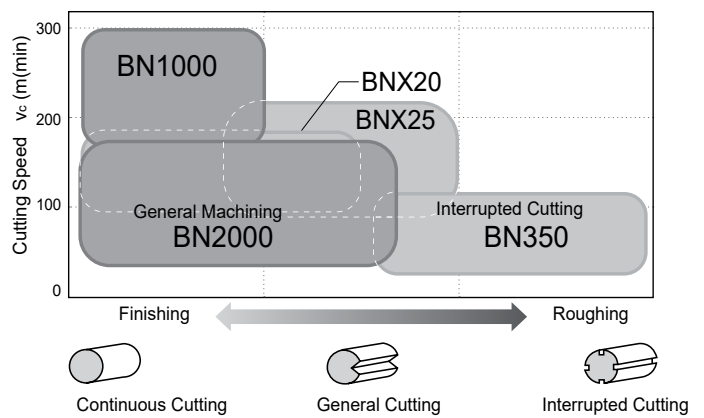 300
BN1000
BNX20
BNX25
200
Cutting Speed vc (m(min)
100
General Machining
BN2000
Interrupted Cutting
BN350
0
Finishing
Roughing
Continuous Cutting
General Cutting
Interrupted Cutting